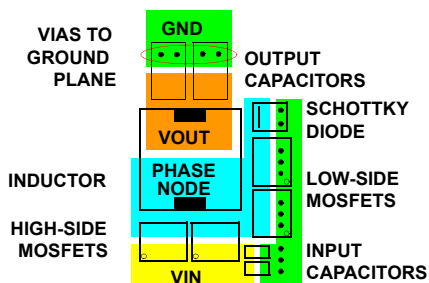 GND
VIAS TO
GROUND
PLANE
OUTPUT
CAPACITORS
SCHOTTKY
DIODE
VOUT
INDUCTOR
PHASE
NODE
LOW-SIDE
MOSFETS
HIGH-SIDE
MOSFETS
INPUT
CAPACITORS
VIN